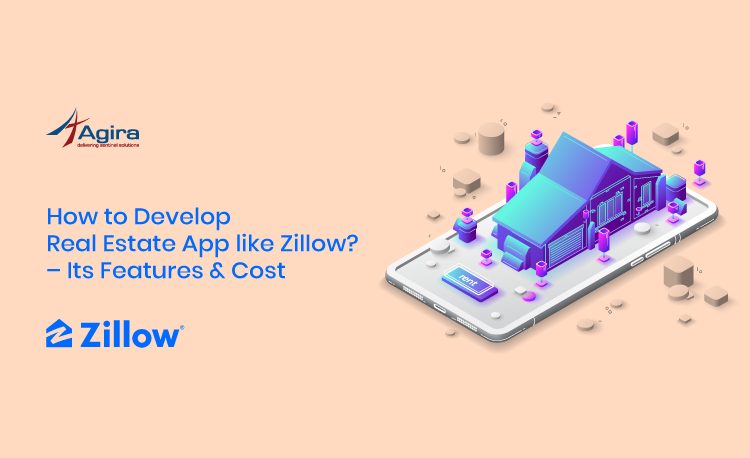 Agira
delivering sentinel solutions
How to Develop
Real Estate App like Zillow?
– Its Features & Cost
Zillow®
rent